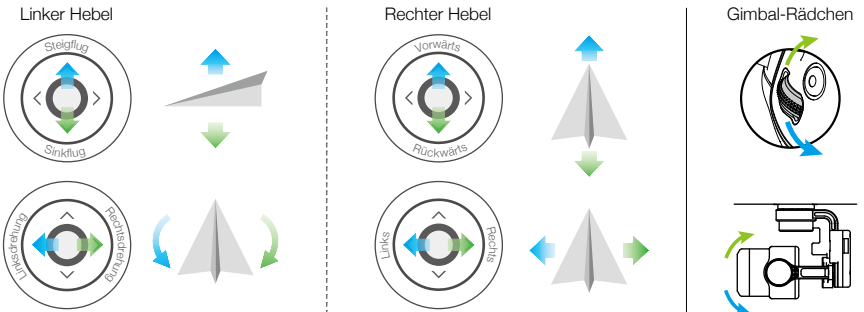 Linker Hebel
Steigflug
Sinkflug
Linksdrehung
Rechtsdrehung
Rechter Hebel
Vorwärts
Rückwärts
Links
Rechts
Gimbal-Rädchen